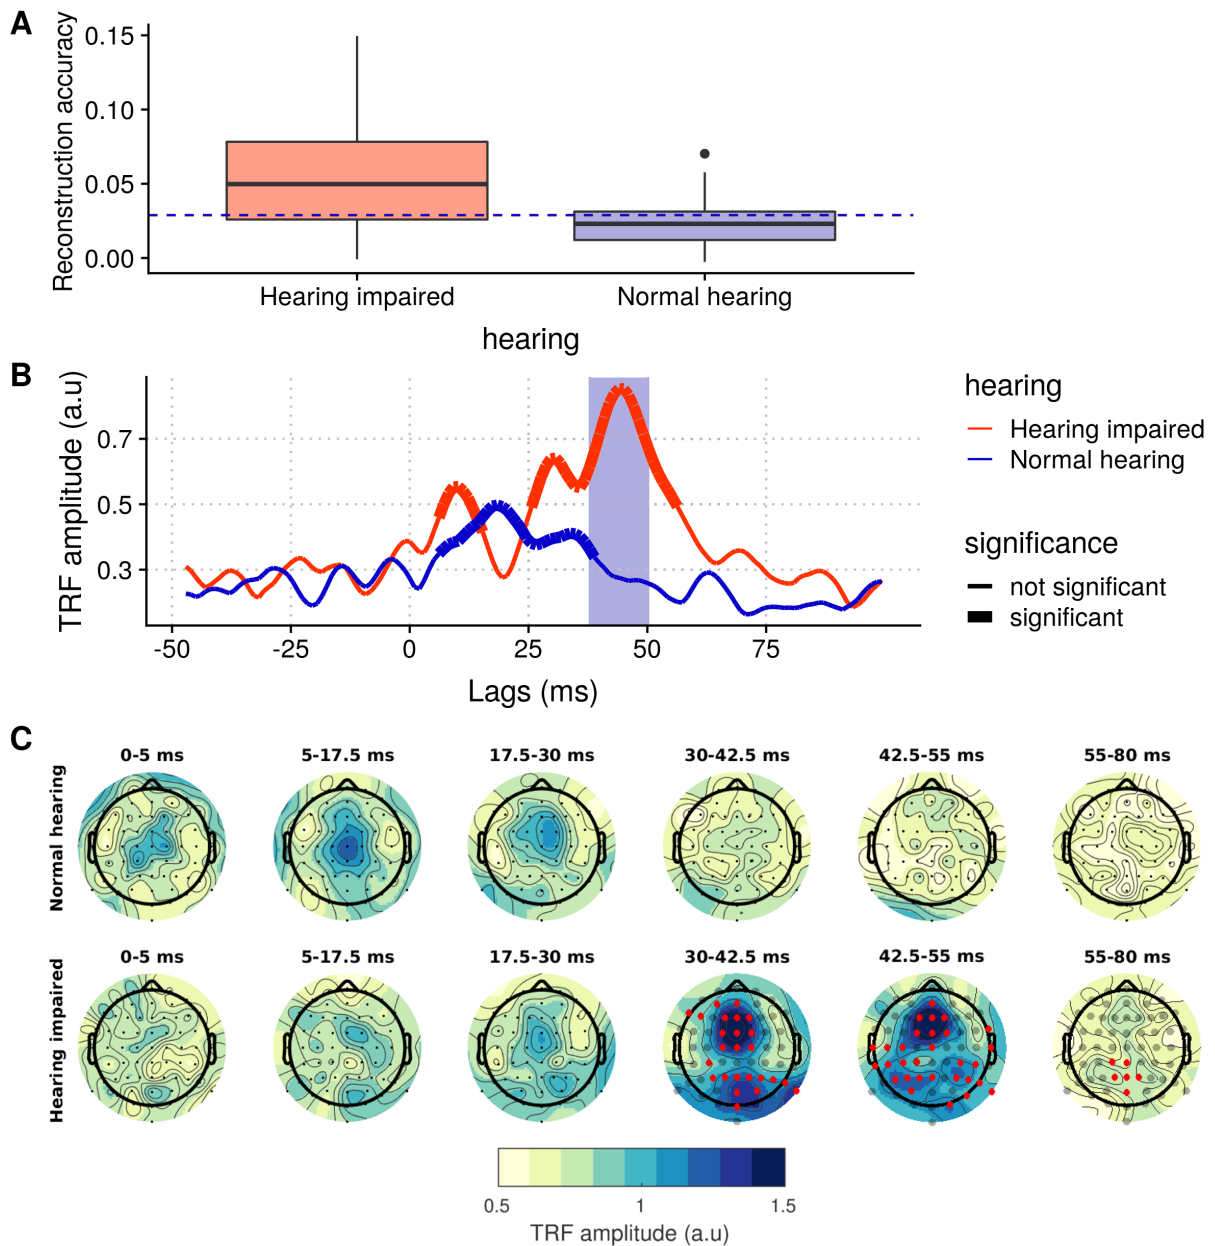 A
Reconstruction accuracy
0.15
0.10
0.05
0.00
Hearing impaired Normal hearing
hearing
B
TRF amplitude (a.u)
0.7
0.5
0.3
-50 -25 0 25 50 75
Lags (ms)
hearing
Hearing impaired
Normal hearing
significance
not significant
significant
C
Normal hearing
0-5 ms 5-17.5 ms 17.5-30 ms 30-42.5 ms 42.5-55 ms 55-80 ms
Hearing impaired
0-5 ms 5-17.5 ms 17.5-30 ms 30-42.5 ms 42.5-55 ms 55-80 ms
0.5 1 1.5
TRF amplitude (a.u)